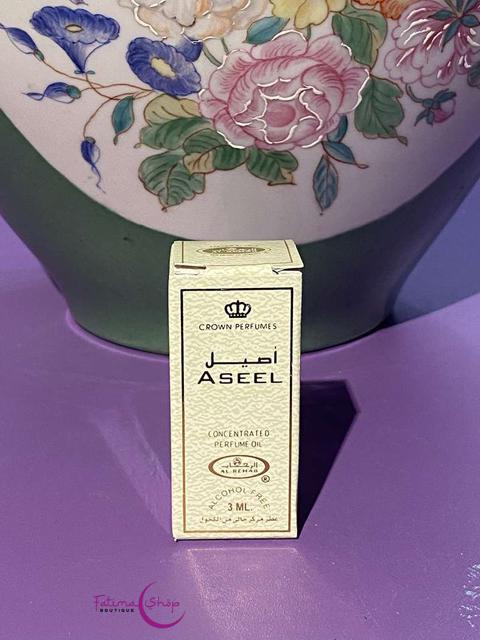 CROWN PERFUMES
أصيل
ASEEL
CONCENTRATED
PERFUME OIL
الرحاب
AL-REHAB
®
ALCOHOL FREE
3 ML.
عطر مركز خالي من الكحول
Fatima Shop
BOUTIQUE